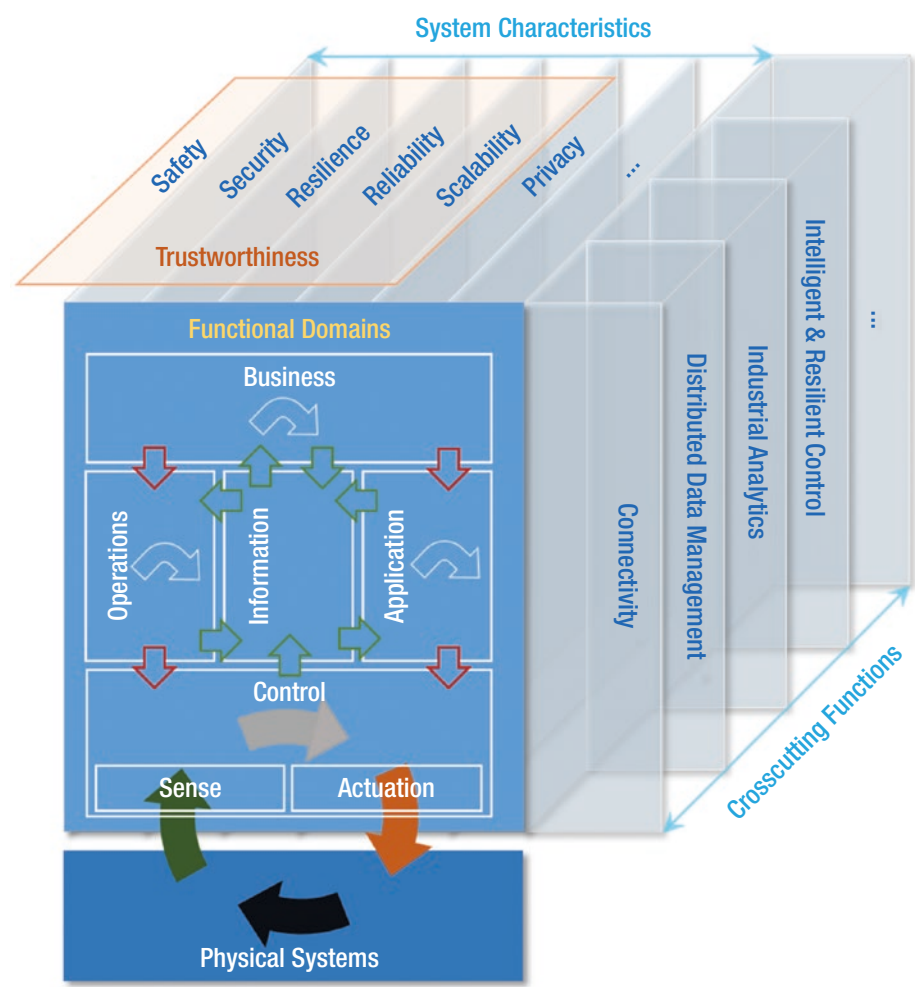 System Characteristics
Safety
Security
Resilience
Reliability
Scalability
Privacy
...
Trustworthiness
Functional Domains
Business
Operations
Information
Application
Control
Sense
Actuation
Physical Systems
Connectivity
Distributed Data Management
Industrial Analytics
Intelligent & Resilient Control
...
Crosscutting Functions